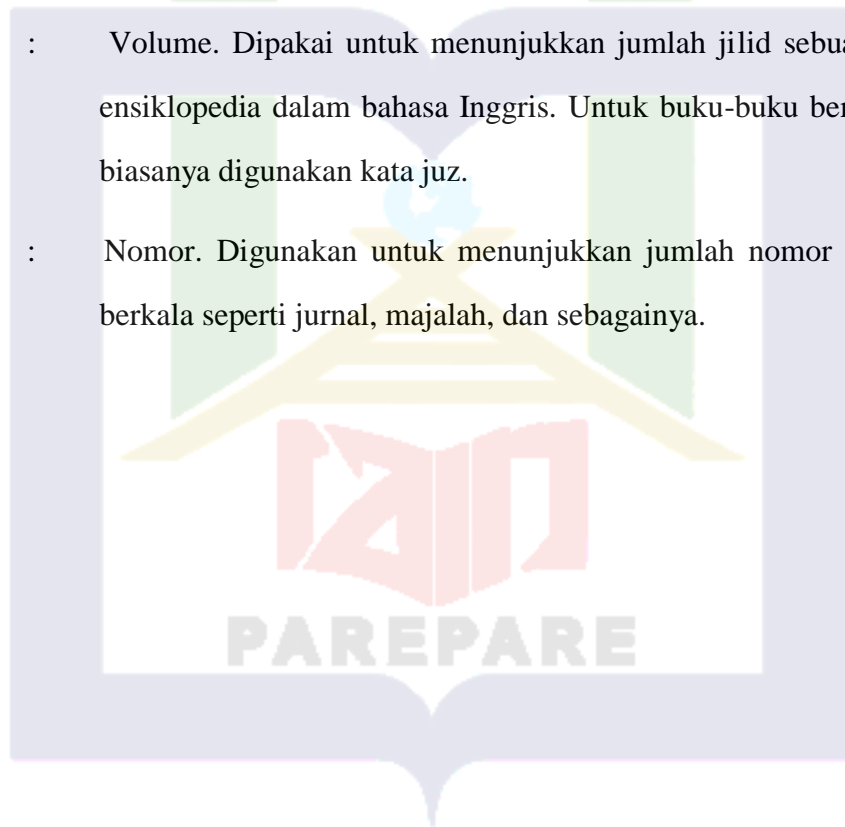 : Volume. Dipakai untuk menunjukkan jumlah jilid sebua
ensiklopedia dalam bahasa Inggris. Untuk buku-buku ber
biasanya digunakan kata juz.
: Nomor. Digunakan untuk menunjukkan jumlah nomor
berkala seperti jurnal, majalah, dan sebagainya.
iain
PAREPARE